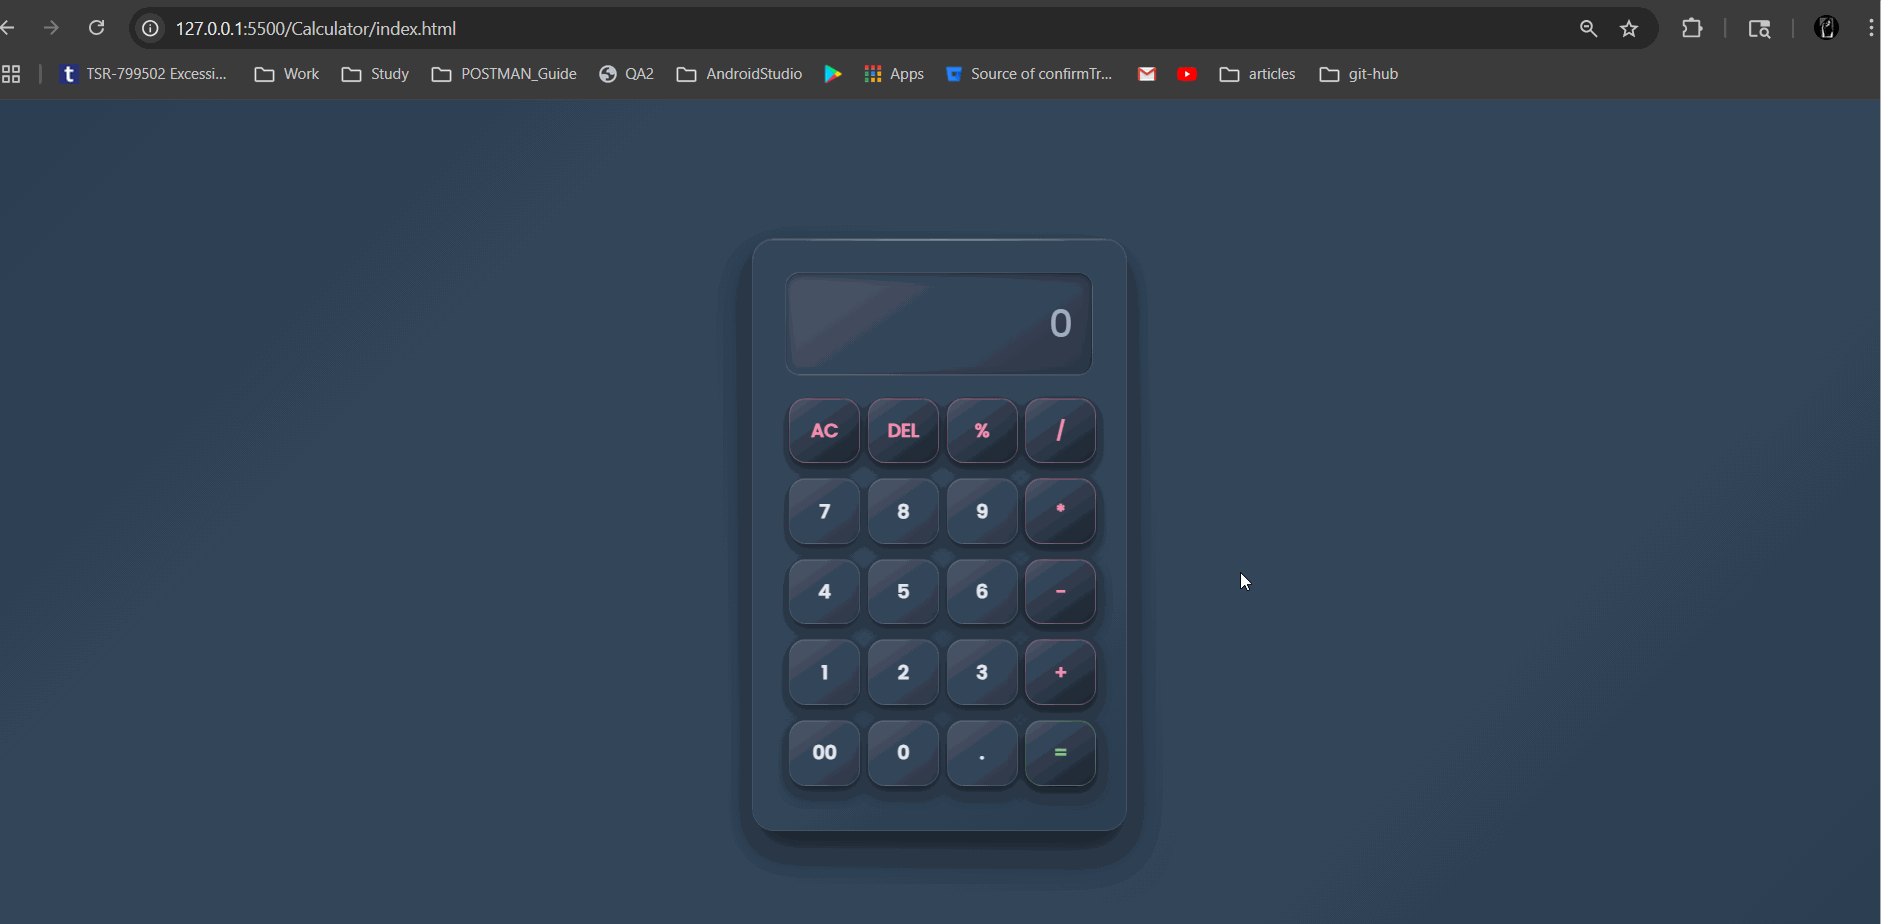 127.0.0.1:5500/Calculator/index.html
TSR-799502 Excessi... Work Study POSTMAN_Guide QA2 AndroidStudio Apps Source of confirmTr... articles git-hub
0
AC DEL % /
7 8 9 *
4 5 6 -
1 2 3 +
00 0 . =